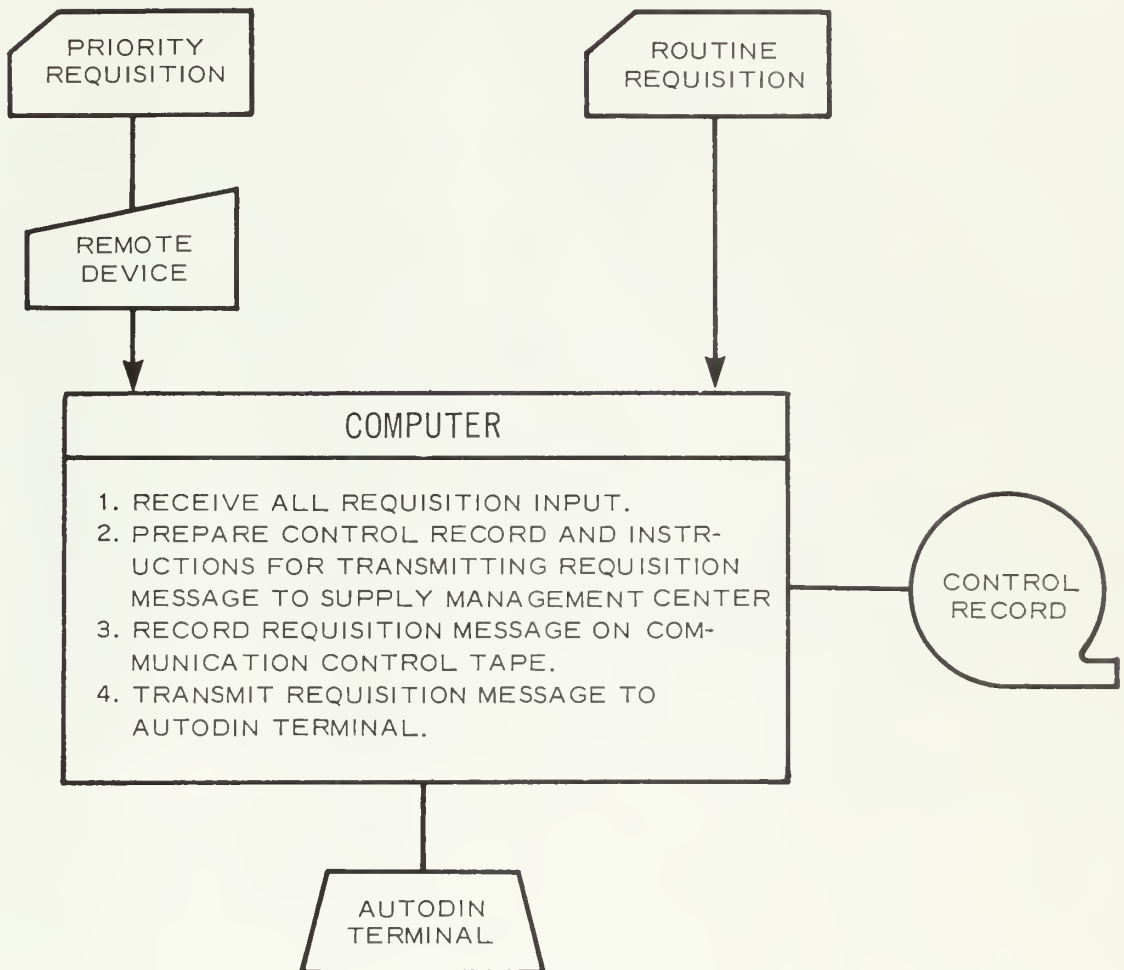 PRIORITY
REQUISITION
ROUTINE
REQUISITION
REMOTE
DEVICE
COMPUTER
1. RECEIVE ALL REQUISITION INPUT.
2. PREPARE CONTROL RECORD AND INSTR-
UCTIONS FOR TRANSMITTING REQUISITION
MESSAGE TO SUPPLY MANAGEMENT CENTER
3. RECORD REQUISITION MESSAGE ON COM-
MUNICATION CONTROL TAPE.
4. TRANSMIT REQUISITION MESSAGE TO
AUTODIN TERMINAL.
CONTROL
RECORD
AUTODIN
TERMINAL